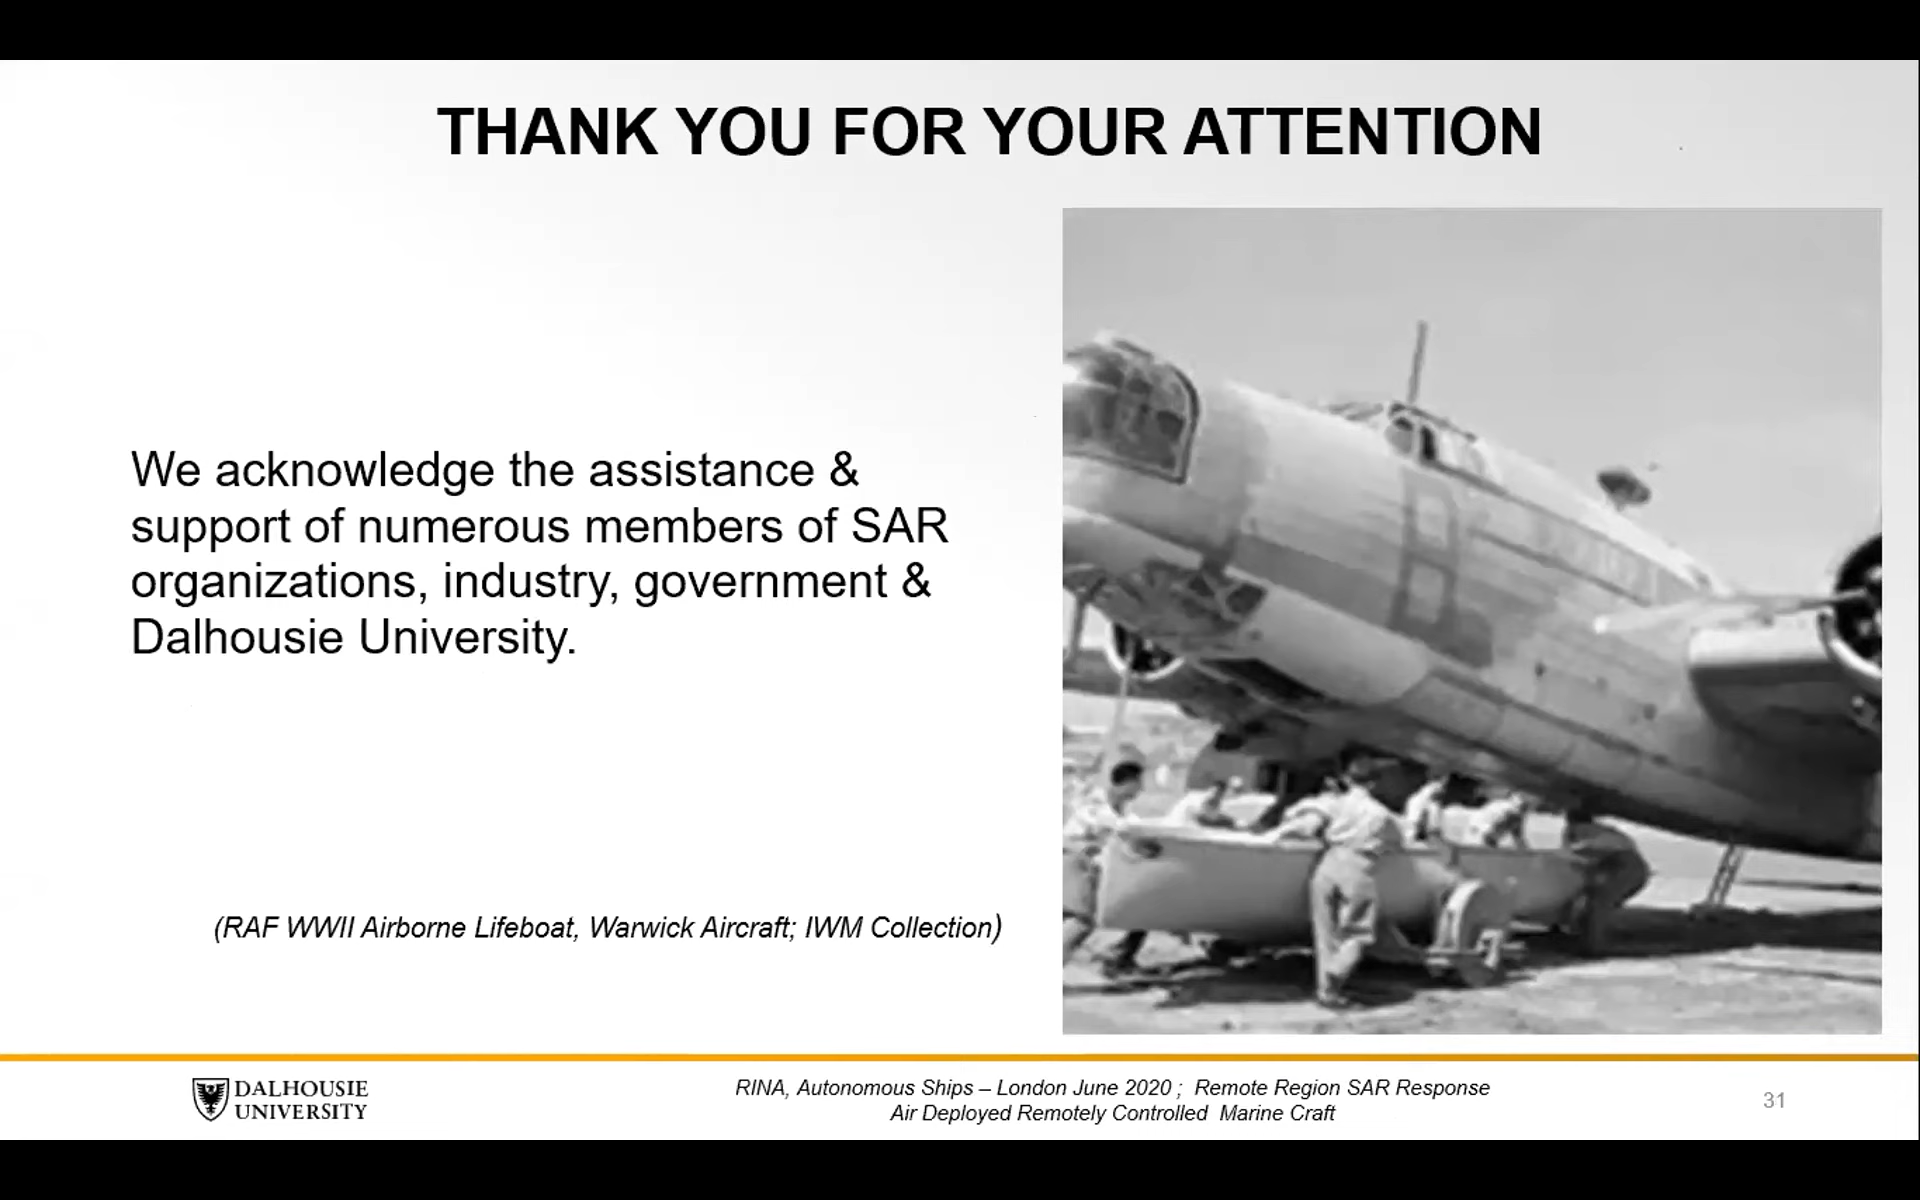 THANK YOU FOR YOUR ATTENTION
We acknowledge the assistance &
support of numerous members of SAR
organizations, industry, government &
Dalhousie University.
(RAF WWII Airborne Lifeboat, Warwick Aircraft; IWM Collection)
DALHOUSIE
UNIVERSITY
RINA, Autonomous Ships – London June 2020 ; Remote Region SAR Response
Air Deployed Remotely Controlled Marine Craft
31